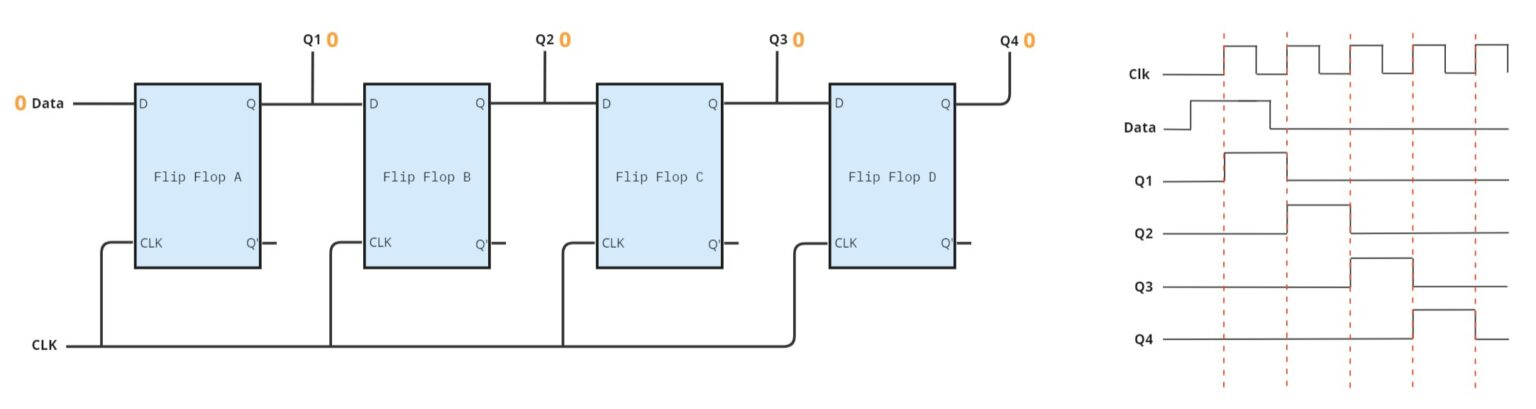 Q1 0
Q2 0
Q3 0
Q4 0
0 Data
D Q
D Q
D Q
D Q
Flip Flop A
Flip Flop B
Flip Flop C
Flip Flop D
CLK Q'
CLK Q'
CLK Q'
CLK Q'
CLK
Clk
Data
Q1
Q2
Q3
Q4